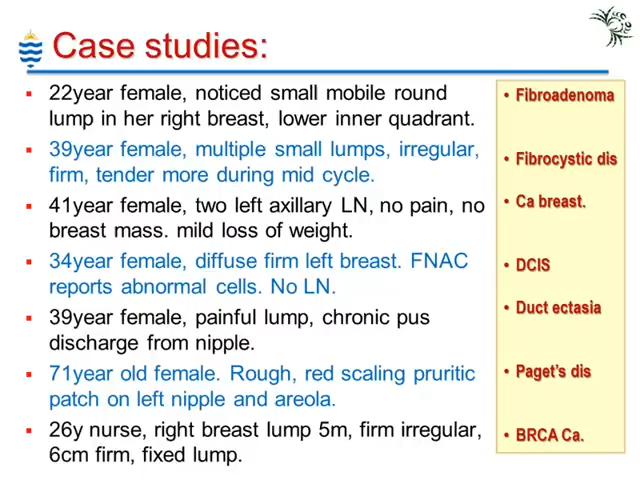 Case studies:
22year female, noticed small mobile round
lump in her right breast, lower inner quadrant.
39year female, multiple small lumps, irregular,
firm, tender more during mid cycle.
41year female, two left axillary LN, no pain, no
breast mass. mild loss of weight.
34year female, diffuse firm left breast. FNAC
reports abnormal cells. No LN.
39year female, painful lump, chronic pus
discharge from nipple.
71year old female. Rough, red scaling pruritic
patch on left nipple and areola.
26y nurse, right breast lump 5m, firm irregular,
6cm firm, fixed lump.
• Fibroadenoma
• Fibrocystic dis
• Ca breast.
• DCIS
• Duct ectasia
• Paget's dis
• BRCA Ca.